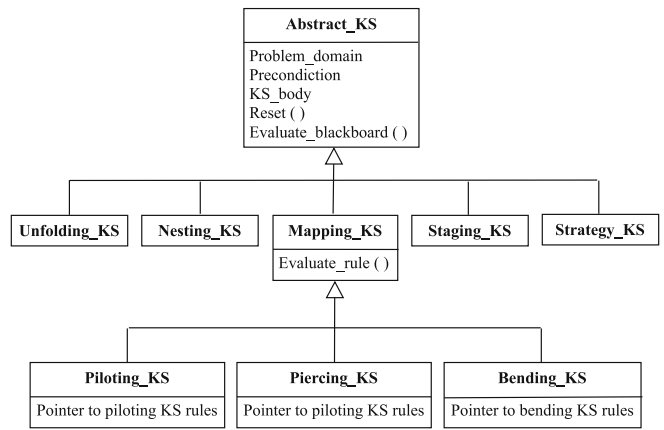 Abstract_KS
Problem_domain
Precondiction
KS_body
Reset ( )
Evaluate_blackboard ( )
Unfolding_KS
Nesting_KS
Mapping_KS
Staging_KS
Strategy_KS
Evaluate_rule ( )
Piloting_KS
Piercing_KS
Bending_KS
Pointer to piloting KS rules
Pointer to piloting KS rules
Pointer to bending KS rules